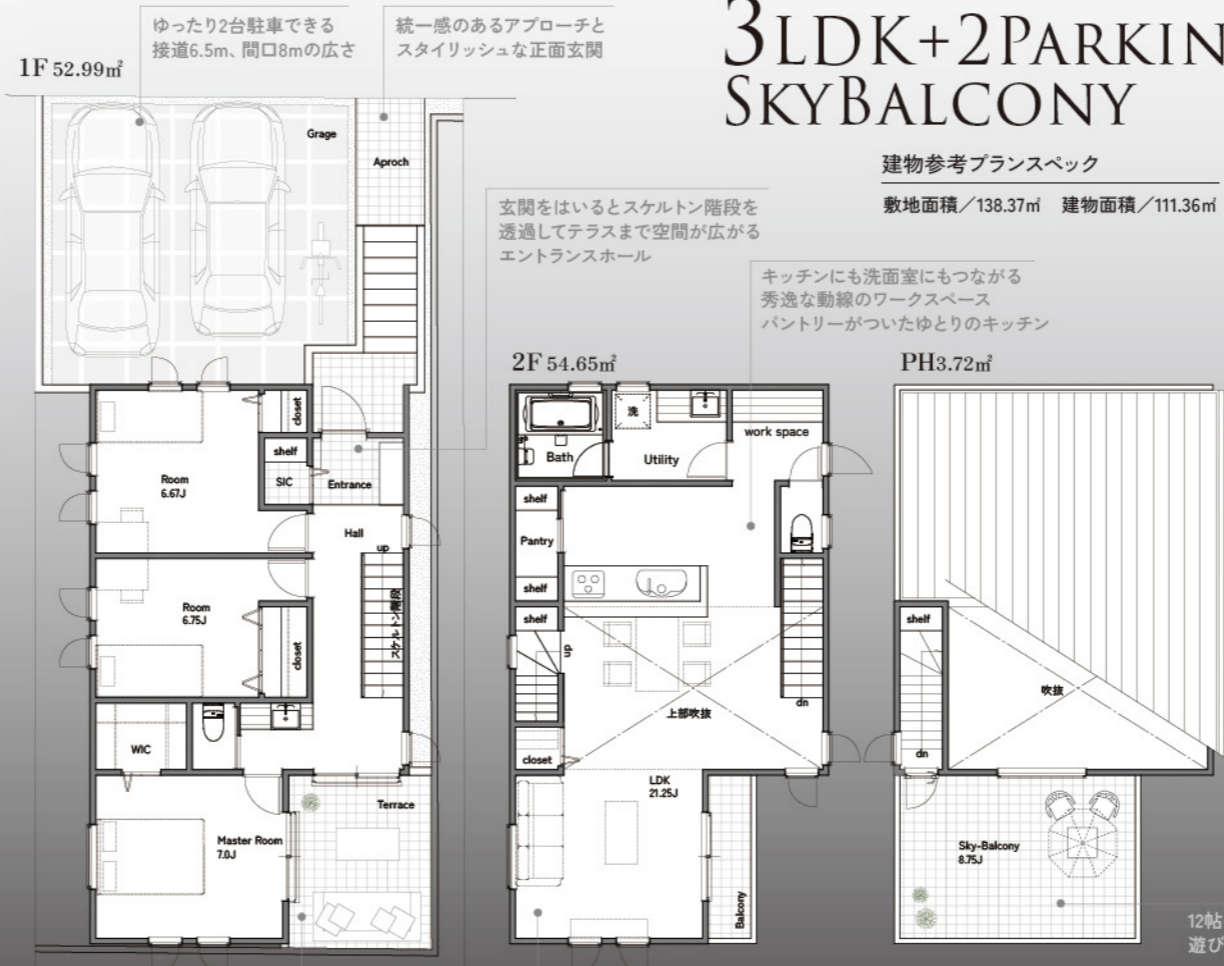 ゆったり2台駐車できる
接道6.5m、間口8mの広さ
統一感のあるアプローチと
スタイリッシュな正面玄関
3LDK+2PARKIN
SKYBALCONY
建物参考プランスペック
敷地面積／138.37㎡ 建物面積／111.36㎡
1F 52.99㎡
Grage
Aproch
玄関をはいるとスケルトン階段を
透過してテラスまで空間が広がる
エントランスホール
キッチンにも洗面室にもつながる
秀逸な動線のワークスペース
パントリーがついたゆとりのキッチン
closet
shelf
SIC
Entrance
Room
6.67J
Hall
up
スケルトン階段
Room
6.75J
closet
WIC
Master Room
7.0J
Terrace
2F 54.65㎡
洗
Bath
Utility
work space
shelf
Pantry
shelf
shelf
up
上部吹抜
dn
closet
LDK
21.25J
Balcony
PH3.72㎡
shelf
吹抜
dn
Sky-Balcony
8.75J
12帖
遊び